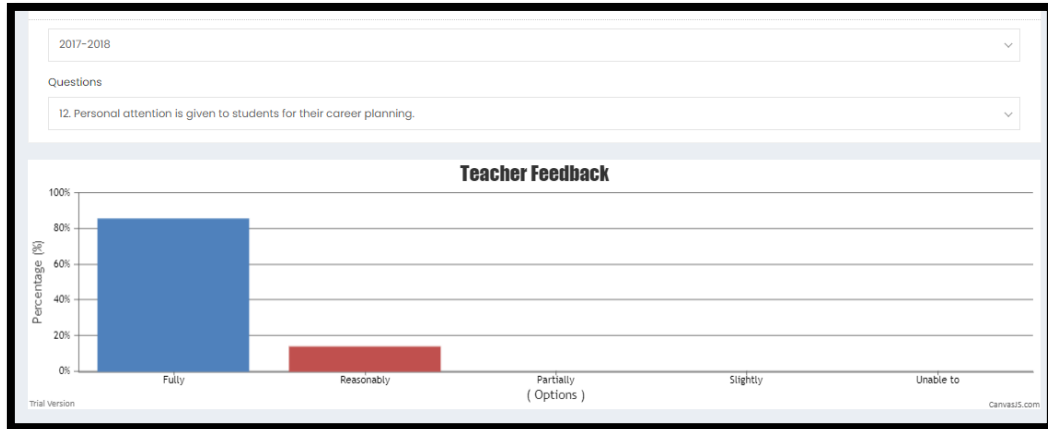 2017-2018
Questions
12. Personal attention is given to students for their career planning.
Teacher Feedback
100%
80%
60%
40%
20%
0%
Percentage (%)
Fully Reasonably Partially Slightly Unable to
( Options )
Trial Version
CanvasJS.com